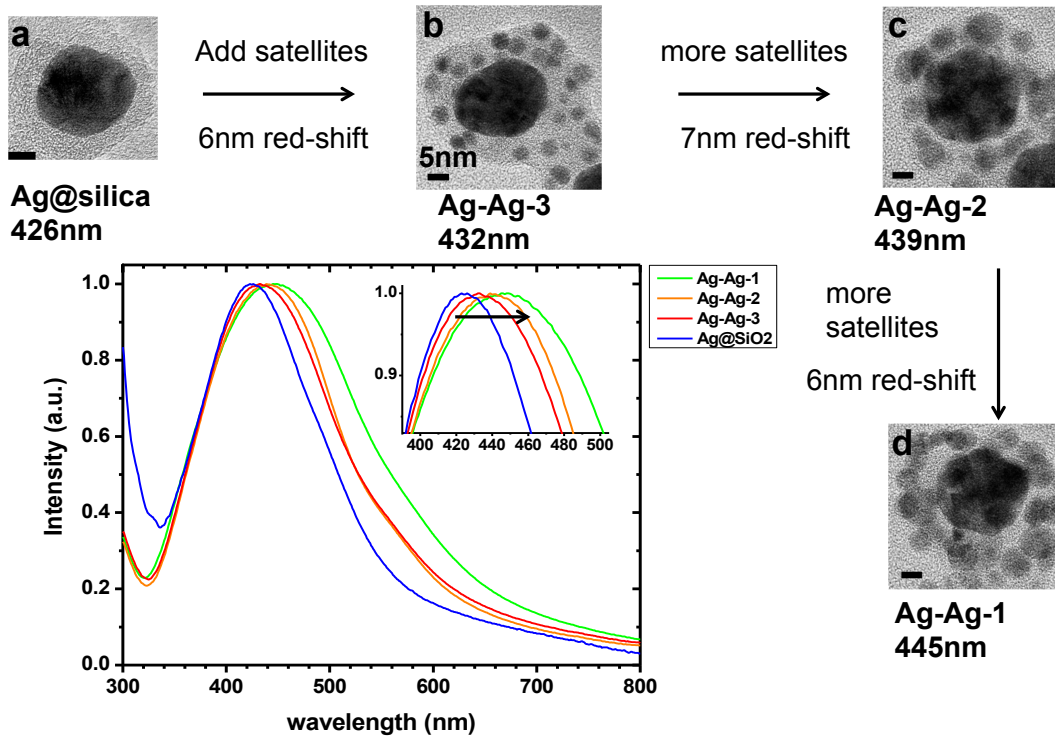 a
Add satellites
6nm red-shift
b
5nm
more satellites
7nm red-shift
c
Ag@silica
426nm
Ag-Ag-3
432nm
Ag-Ag-2
439nm
more
satellites
6nm red-shift
d
Ag-Ag-1
445nm
Ag-Ag-1
Ag-Ag-2
Ag-Ag-3
Ag@SiO2
1.0
0.8
0.6
0.4
0.2
0.0
Intensity (a.u.)
300 400 500 600 700 800
wavelength (nm)
1.0
0.9
400 420 440 460 480 500